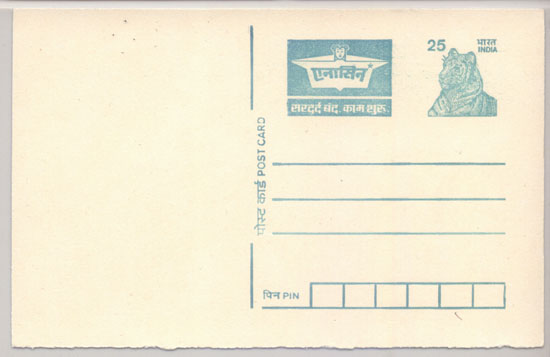 एनासिन
सरदर्द बंद. काम शुरू.
25 भारत
INDIA
पोस्ट कार्ड POST CARD
पिन PIN